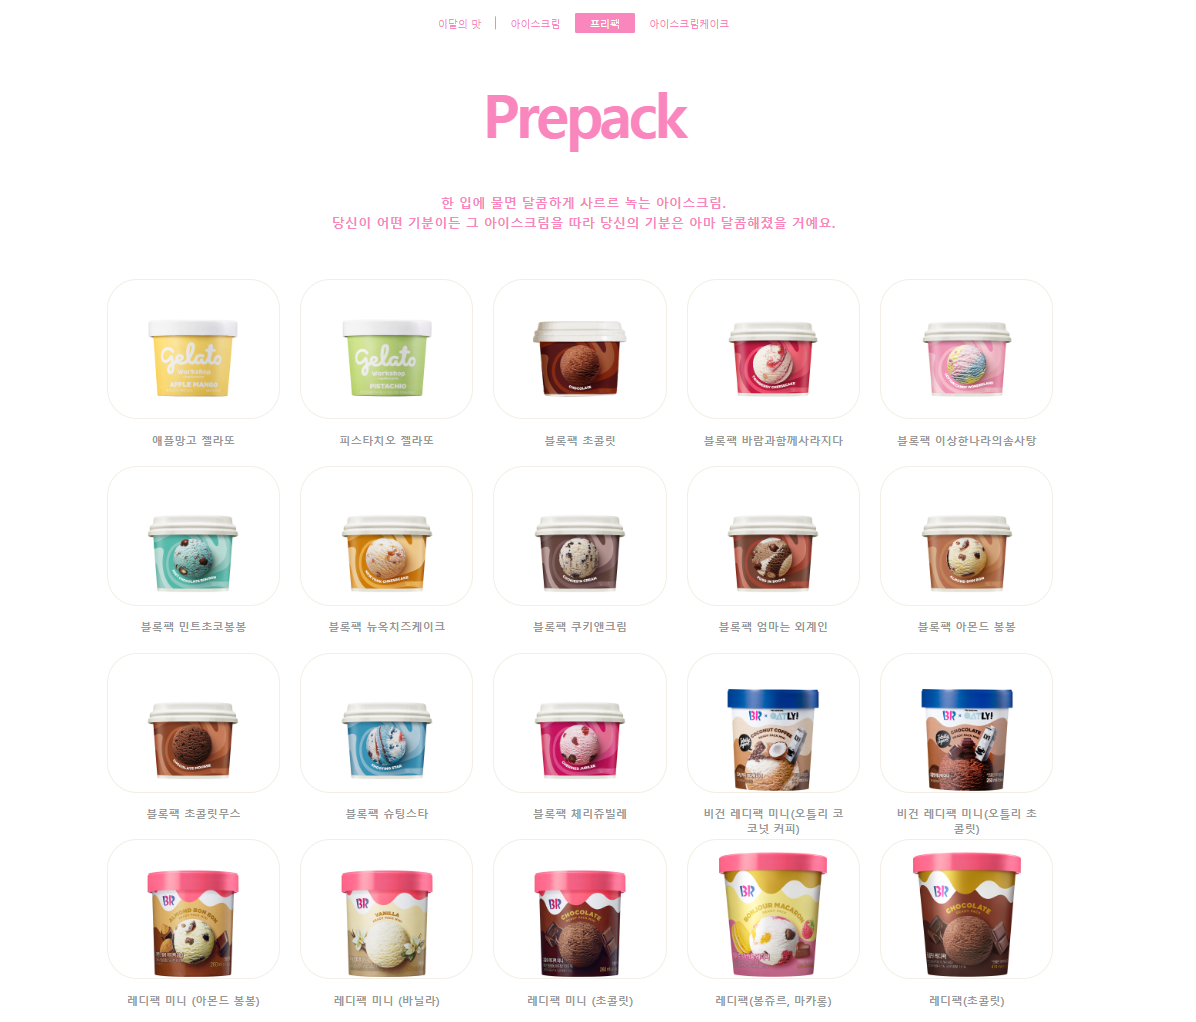 이달의 맛
아이스크림
프리팩
아이스크림케이크
Prepack
한 입에 물면 달콤하게 사르르 녹는 아이스크림.
당신이 어떤 기분이든 그 아이스크림을 따라 당신의 기분은 아마 달콤해졌을 거예요.
Gelato
workshop
APPLE MANGO
Gelato
workshop
PISTACHIO
CHOCOLATE
애플망고 젤라또
피스타치오 젤라또
블록팩 초콜릿
블록팩 바람과함께사라지다
블록팩 이상한나라의솜사탕
블록팩 민트초코봉봉
블록팩 뉴욕치즈케이크
블록팩 쿠키앤크림
블록팩 엄마는 외계인
블록팩 아몬드 봉봉
BR × OATLY!
COCONUT COFFEE
BR × OATLY!
CHOCOLATE
블록팩 초콜릿무스
블록팩 슈팅스타
블록팩 체리쥬빌레
비건 레디팩 미니(오틀리 코
코넛 커피)
비건 레디팩 미니(오틀리 초
콜릿)
BR
ALMOND BON BON
BR
VANILLA
BR
CHOCOLATE
BR
BONJOUR MACARON
BR
CHOCOLATE
레디팩 미니 (아몬드 봉봉)
레디팩 미니 (바닐라)
레디팩 미니 (초콜릿)
레디팩(봉쥬르, 마카롱)
레디팩(초콜릿)